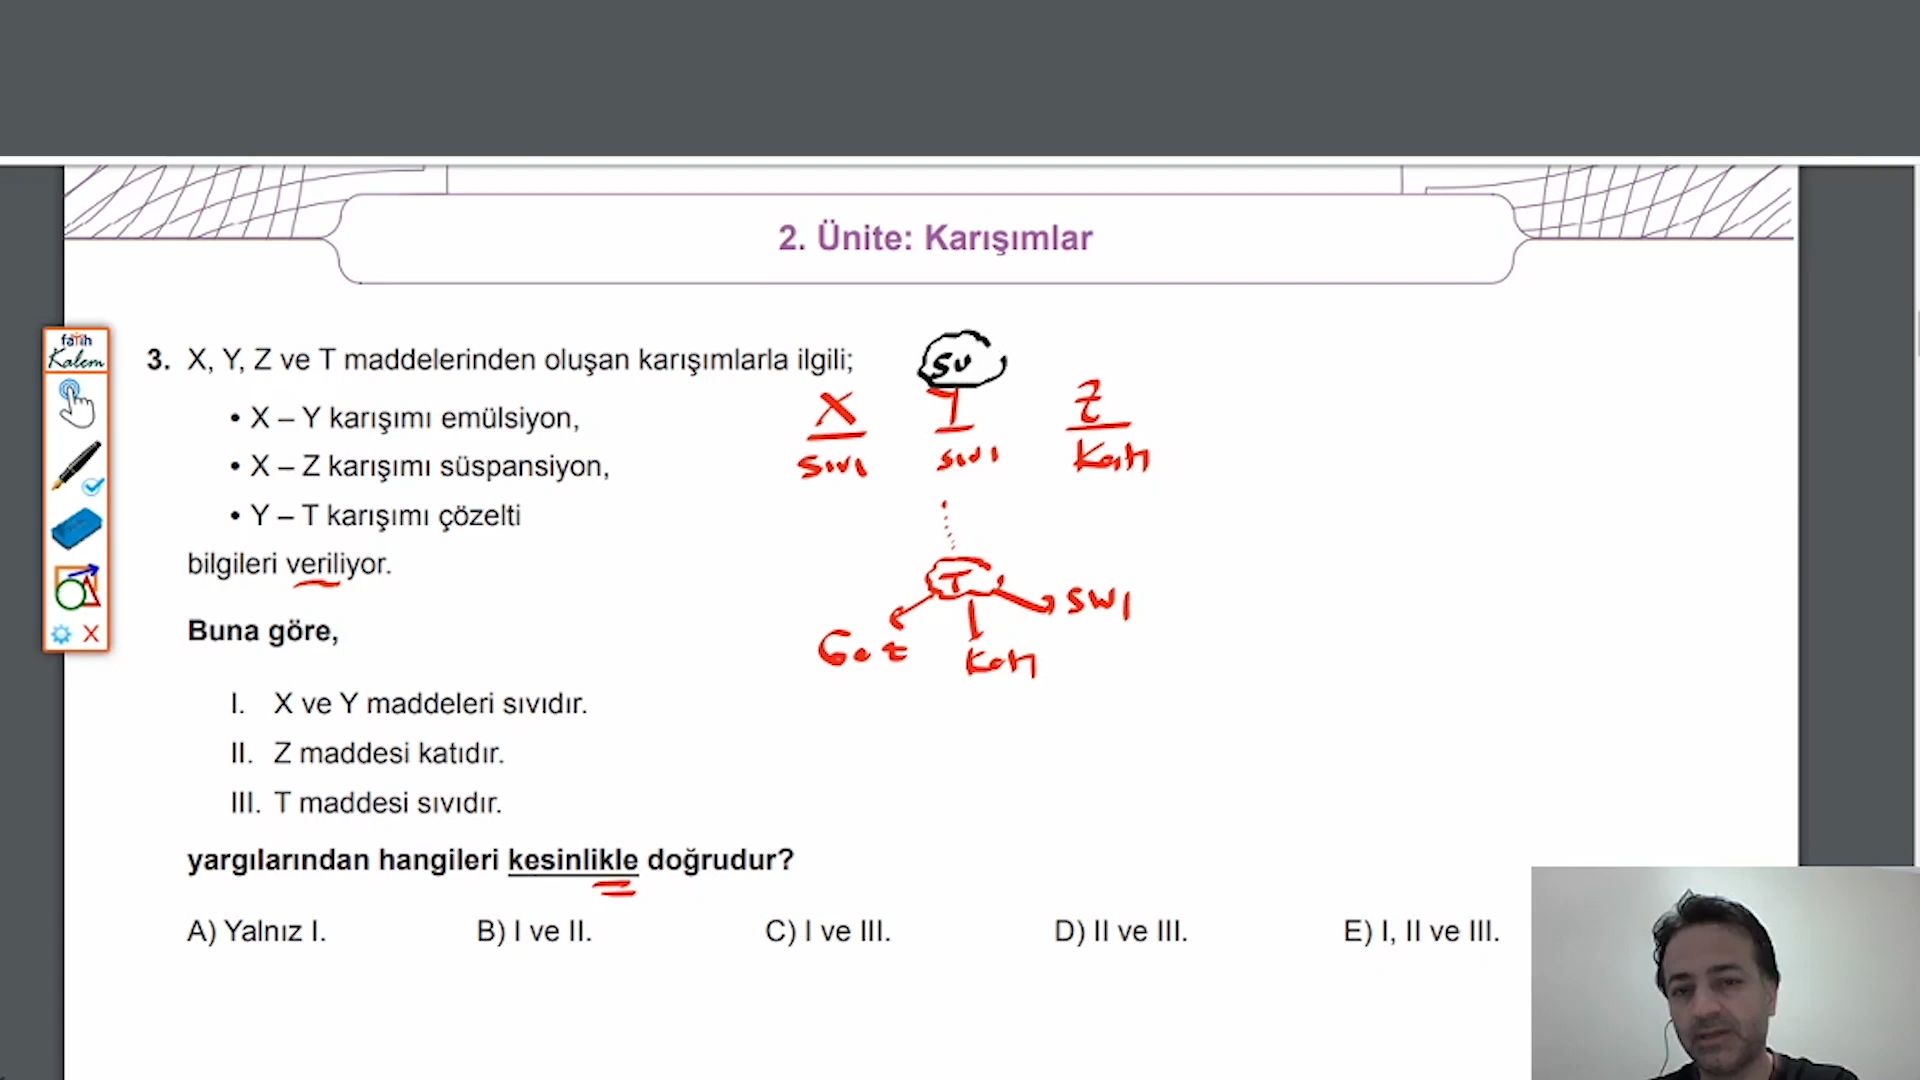 2. Ünite: Karışımlar
fatih
Kalem
3. X, Y, Z ve T maddelerinden oluşan karışımlarla ilgili;
• X – Y karışımı emülsiyon,
• X – Z karışımı süspansiyon,
• Y – T karışımı çözelti
bilgileri veriliyor.
Buna göre,
I. X ve Y maddeleri sıvıdır.
II. Z maddesi katıdır.
III. T maddesi sıvıdır.
yargılarından hangileri kesinlikle doğrudur?
A) Yalnız I. B) I ve II. C) I ve III. D) II ve III. E) I, II ve III.
su
X Z
sıvı sıvı katı
T
sıvı
Gaz katı